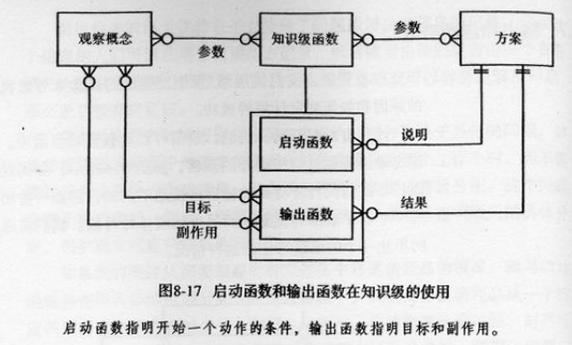 观察概念
参数
知识级函数
参数
方案
启动函数
说明
目标
副作用
输出函数
结果
图8-17 启动函数和输出函数在知识级的使用
启动函数指明开始一个动作的条件，输出函数指明目标和副作用。